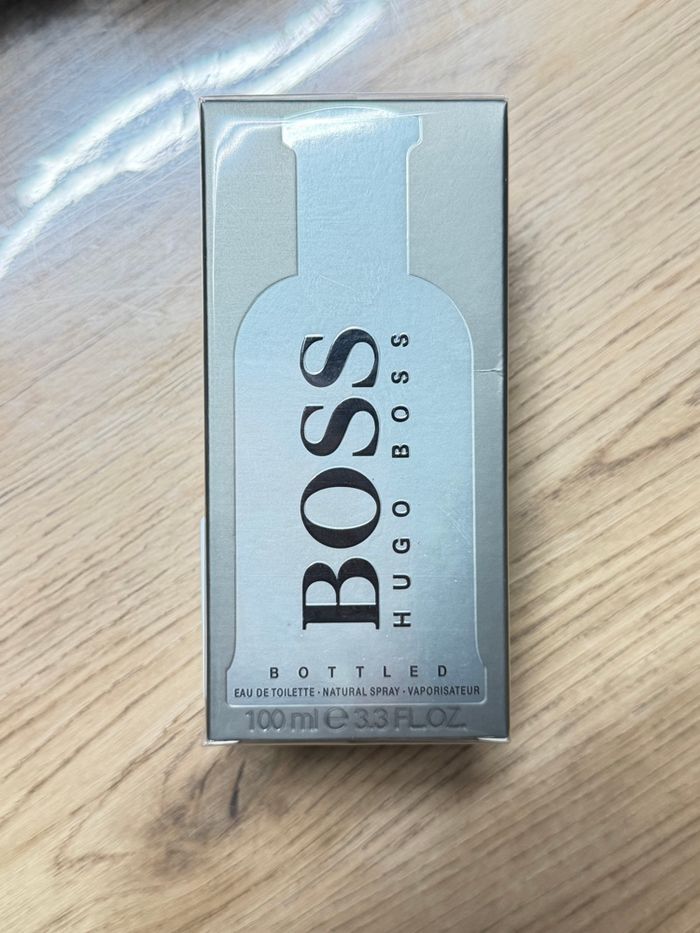 BOSS
HUGO BOSS
BOTTLED
EAU DE TOILETTE · NATURAL SPRAY · VAPORISATEUR
100 ml ℮ 3.3 FL.OZ.